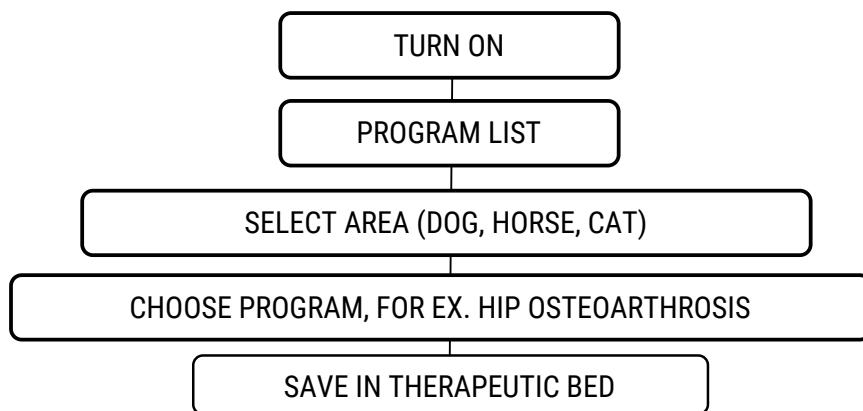 TURN ON
PROGRAM LIST
SELECT AREA (DOG, HORSE, CAT)
CHOOSE PROGRAM, FOR EX. HIP OSTEOARTHROSIS
SAVE IN THERAPEUTIC BED